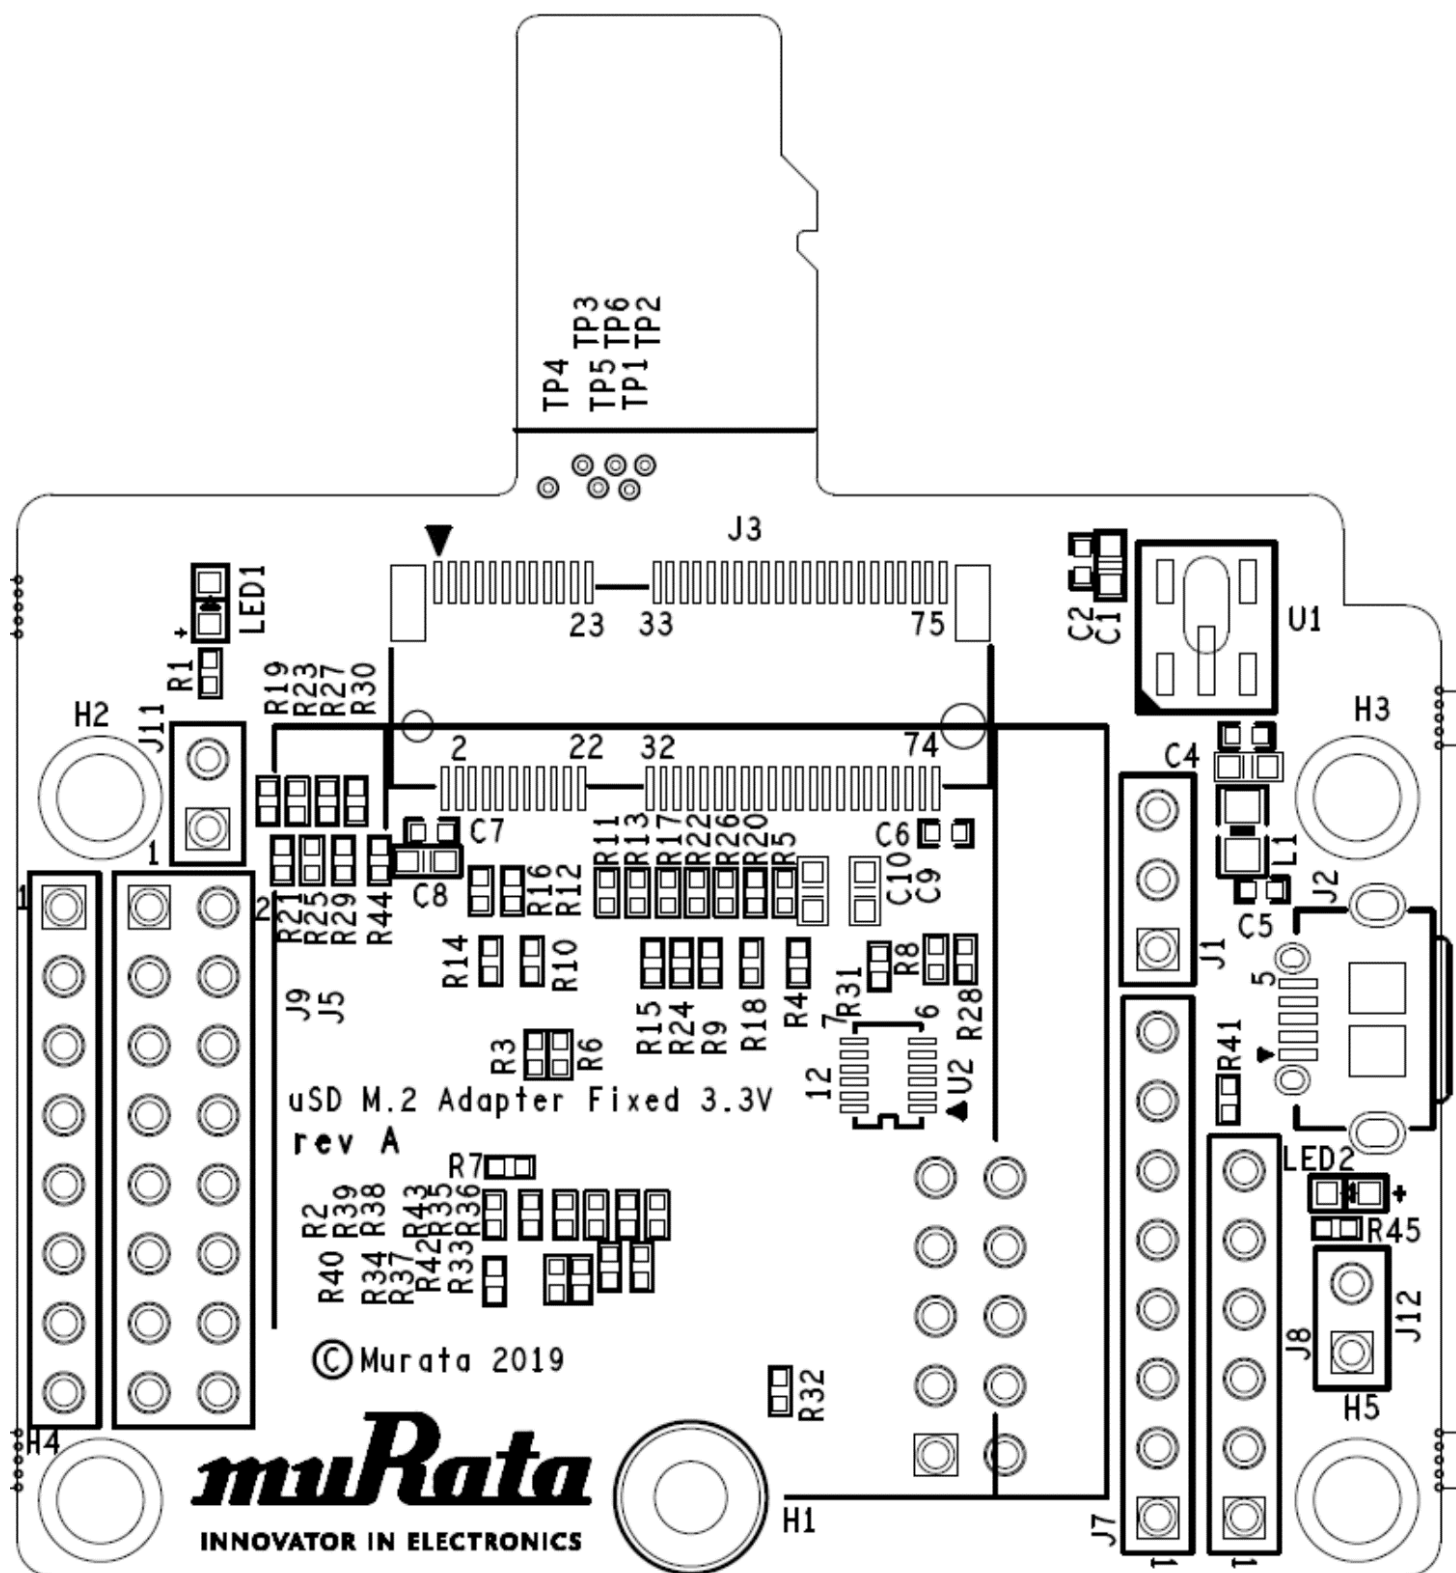 TP3
TP6
TP2
TP4
TP5
TP1
J3
23
33
75
LED1
+
R1
C2
C1
U1
R19
R23
R27
R30
H2
J11
H3
2
22
32
74
C4
1
C7
R11
R13
R17
R22
R26
R20
R5
C6
L1
C8
R16
R12
C10
C9
J2
1
2
R21
R25
R29
R44
C5
R14
R10
R31
R8
J1
5
J9
J5
R15
R24
R9
R18
R4
7
6
R28
R3
R6
12
U2
R41
uSD M.2 Adapter Fixed 3.3V
rev A
R7
LED2
+
R2
R39
R38
R43
R35
R36
R45
R40
R34
R37
R42
R33
J8
J12
©Murata 2019
R32
H5
H4
muRata
INNOVATOR IN ELECTRONICS
H1
J7
1
1